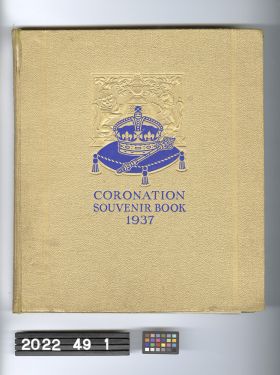 CORONATION
SOUVENIR BOOK
1937
2022 49 1